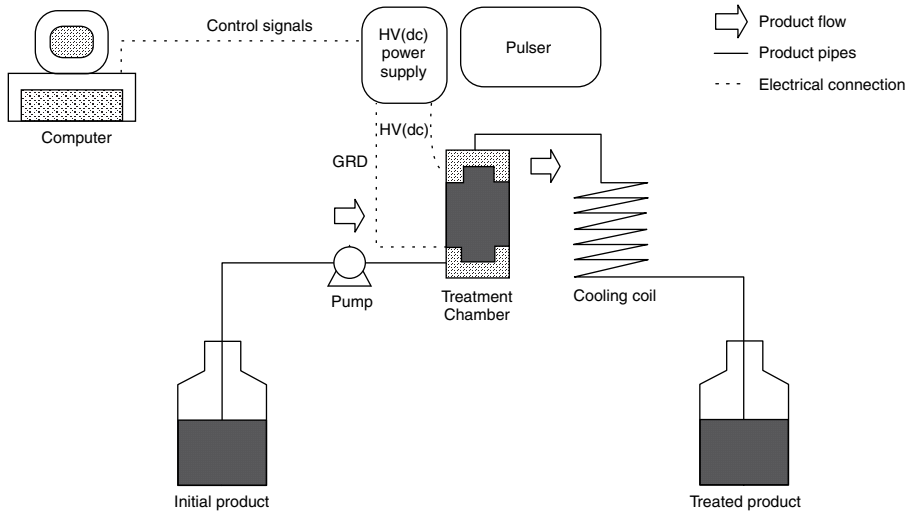 Control signals
HV(dc)
power
supply
Pulser
Product flow
Product pipes
Electrical connection
Computer
HV(dc)
GRD
Pump
Treatment
Chamber
Cooling coil
Initial product
Treated product